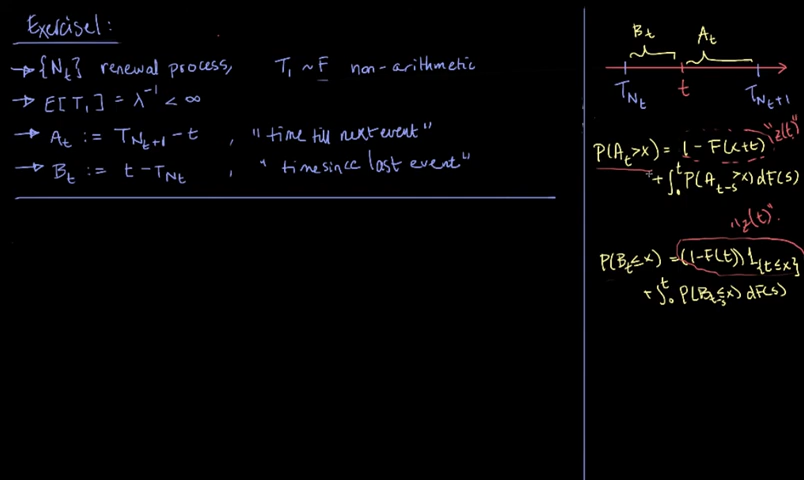 Exercise1:
→ {N_t} renewal process, T_1 ~ F non-arithmetic
→ E[T_1] = λ^{-1} < ∞
→ A_t := T_{N_t+1} - t , "time till next event"
→ B_t := t - T_{N_t} , "time since last event"
B_t A_t
T_{N_t} t T_{N_t+1}
"z(t)"
P(A_t > x) = 1 - F(x+t)
+ ∫_0^t P(A_{t-s} > x) dF(s)
"z(t)"
P(B_t ≤ x) = (1-F(t)) 1_{\{t ≤ x\}}
+ ∫_0^t P(B_{t-s} ≤ x) dF(s)